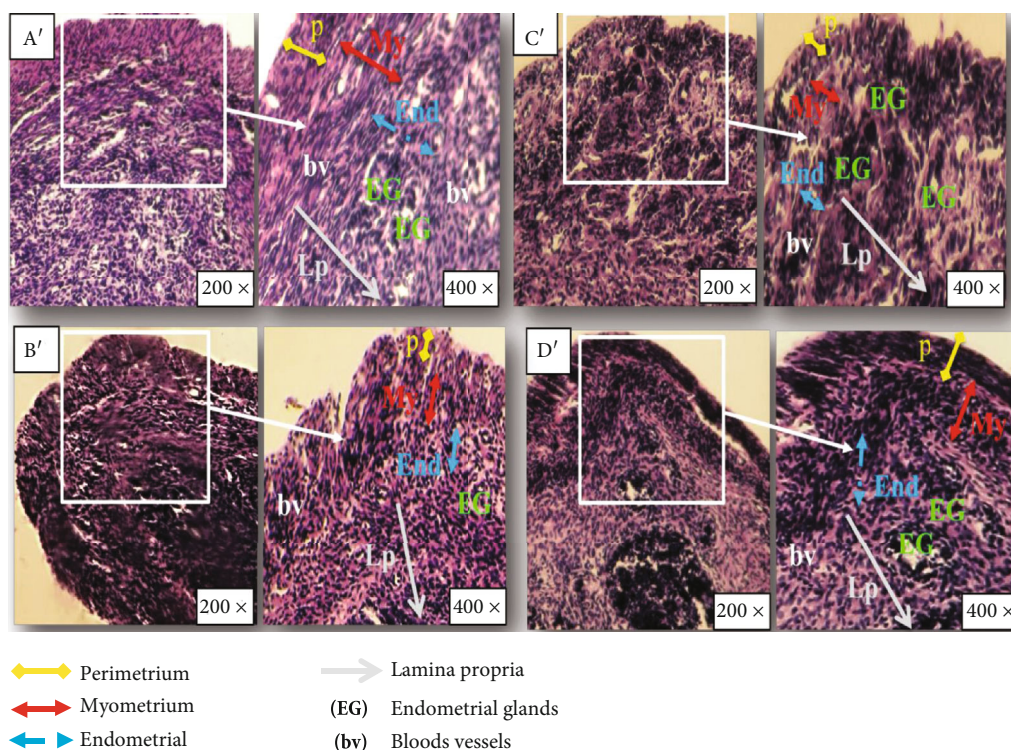 A′
p
My
End
bv
EG
bv
EG
Lp
200 ×
400 ×
C′
p
My
EG
End
EG
EG
bv
Lp
200 ×
400 ×
B′
p
My
End
EG
bv
Lp
200 ×
400 ×
D′
p
My
End
EG
EG
bv
Lp
200 ×
400 ×
Perimetrium
Myometrium
Endometrial
Lamina propria
(EG) Endometrial glands
(bv) Bloods vessels